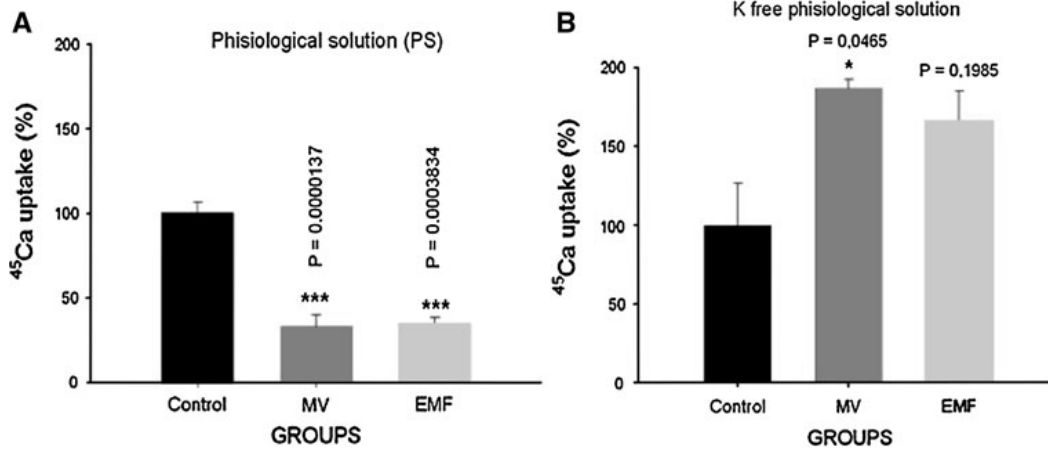 A
Phisiological solution (PS)
45Ca uptake (%)
200
150
100
50
0
P = 0.0000137
***
P = 0.0003834
***
Control MV EMF
GROUPS
B
K free phisiological solution
P = 0,0465
*
P = 0,1985
45Ca uptake (%)
200
150
100
50
0
Control MV EMF
GROUPS